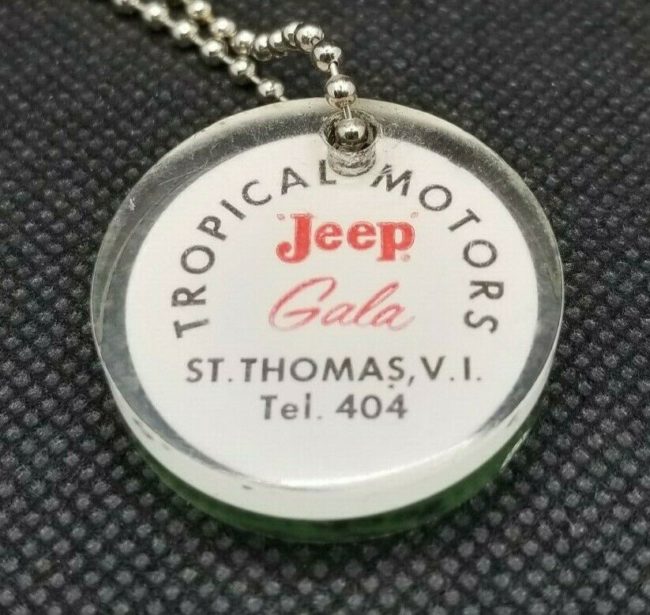 TROPICAL MOTORS
'Jeep'
Gala
ST. THOMAS, V.I.
Tel. 404